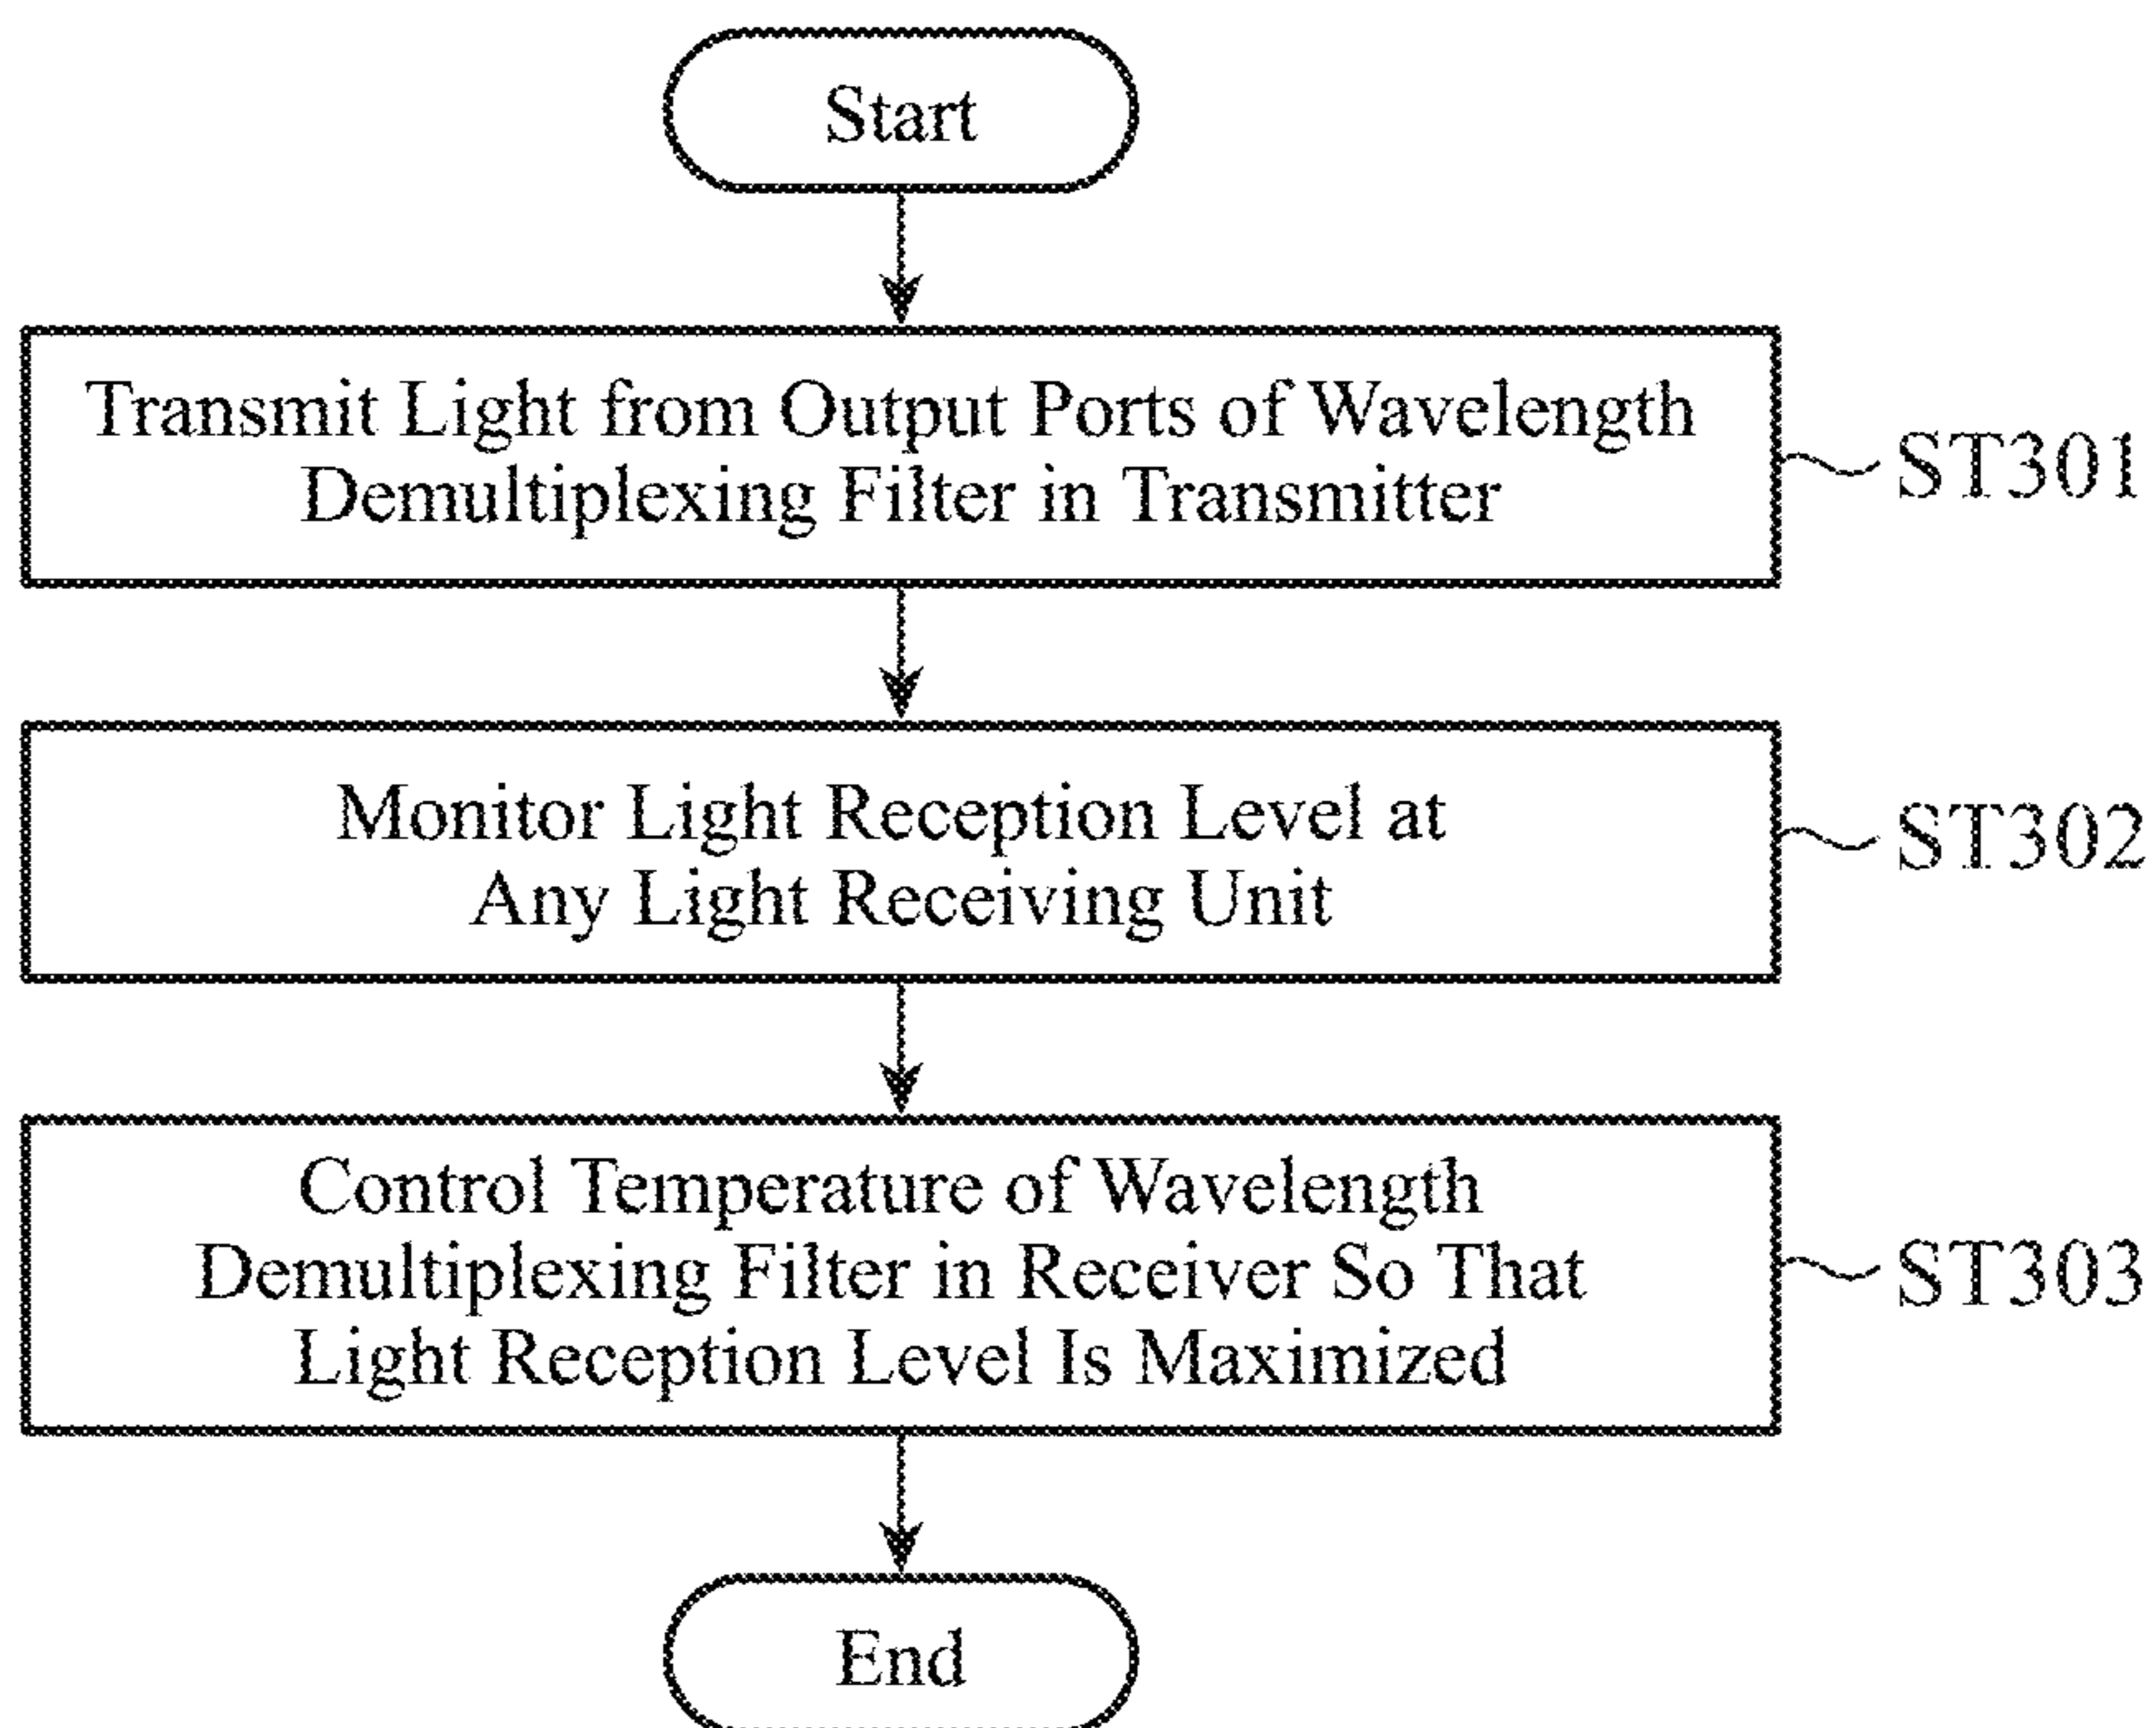 Start
Transmit Light from Output Ports of Wavelength
Demultiplexing Filter in Transmitter
ST301
Monitor Light Reception Level at
Any Light Receiving Unit
ST302
Control Temperature of Wavelength
Demultiplexing Filter in Receiver So That
Light Reception Level Is Maximized
ST303
End